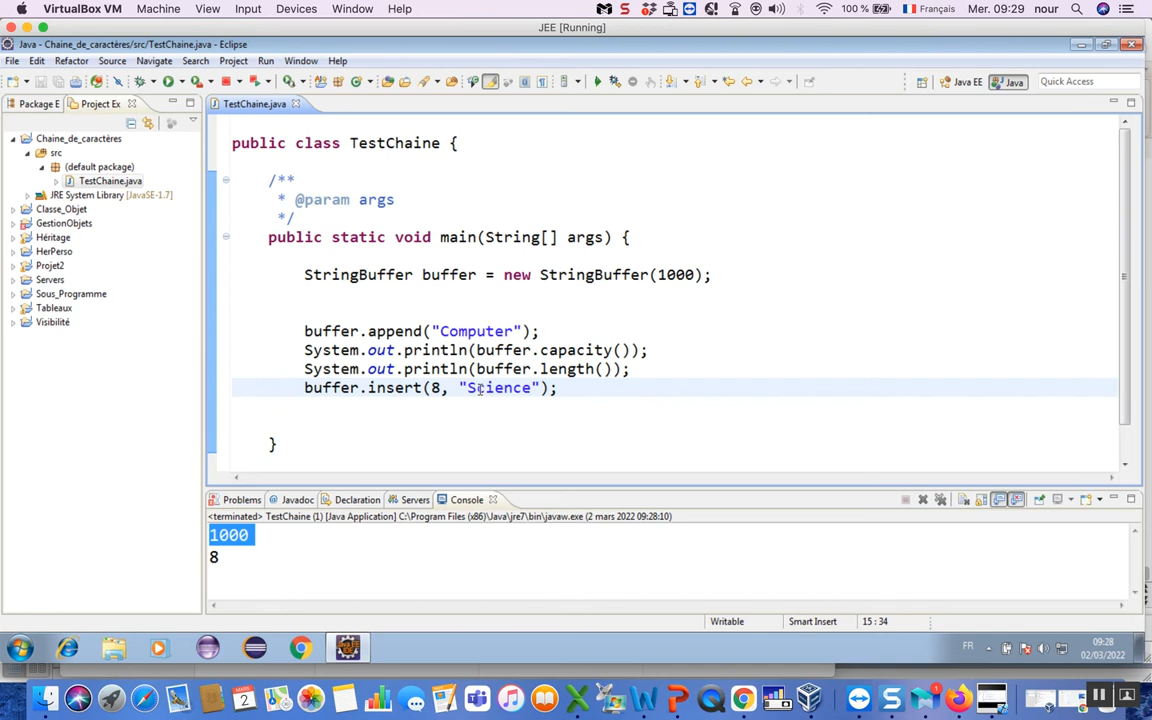 VirtualBox VM Machine View Input Devices Window Help 100 % Français Mer. 09:29 nour
JEE [Running]
Java - Chaine_de_caractères/src/TestChaine.java - Eclipse
File Edit Refactor Source Navigate Search Project Run Window Help
Java EE Java Quick Access
Package E Project Ex
TestChaine.java
Chaine_de_caractères
src
(default package)
TestChaine.java
JRE System Library [JavaSE-1.7]
Classe_Objet
GestionObjets
Héritage
HerPerso
Projet2
Servers
Sous_Programme
Tableaux
Visibilité
public class TestChaine {
/**
* @param args
*/
public static void main(String[] args) {
StringBuffer buffer = new StringBuffer(1000);
buffer.append("Computer");
System.out.println(buffer.capacity());
System.out.println(buffer.length());
buffer.insert(8, "Science");
}
Problems Javadoc Declaration Servers Console
<terminated> TestChaine (1) [Java Application] C:\Program Files (x86)\Java\jre7\bin\javaw.exe (2 mars 2022 09:28:10)
1000
8
Writable Smart Insert 15 : 34
FR 09:28
02/03/2022